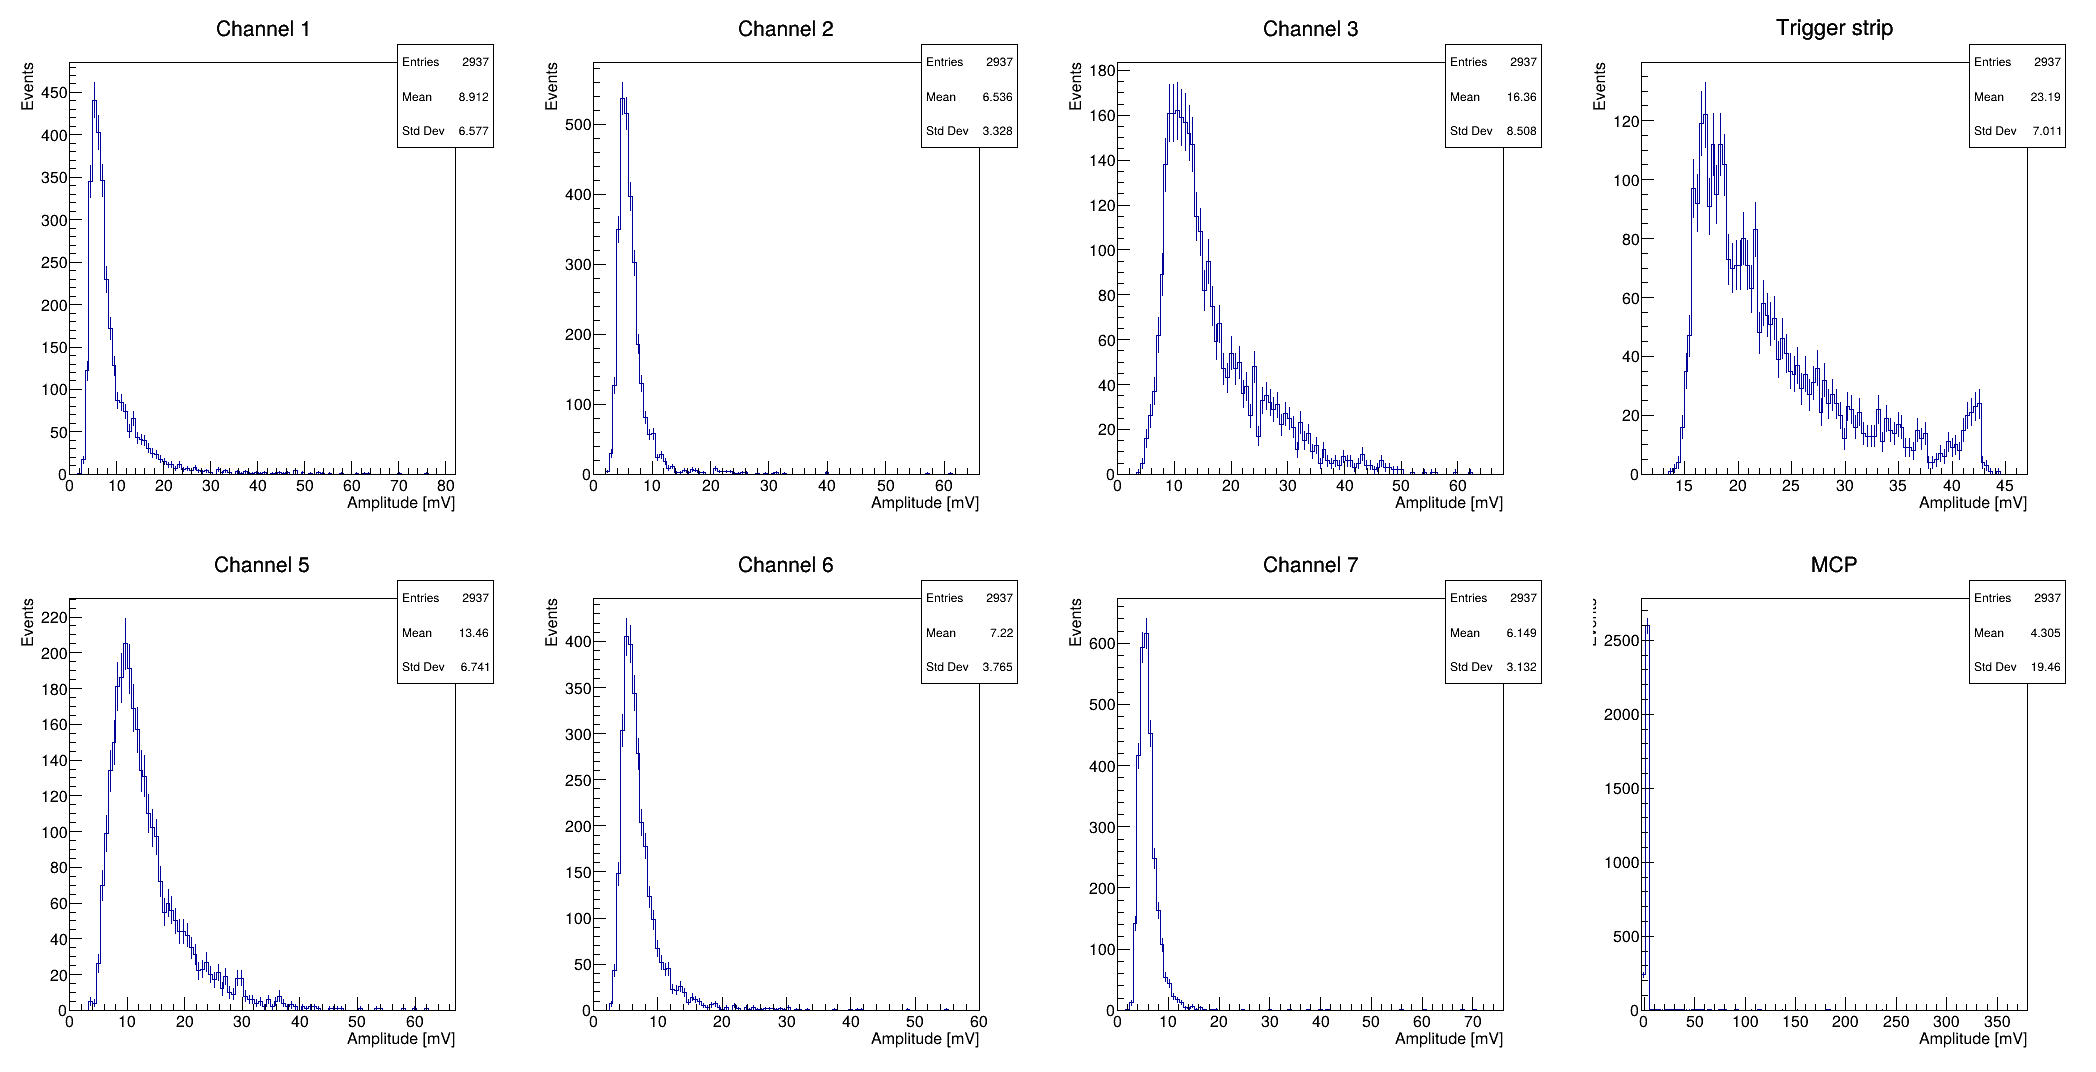 Channel 1
Events
Entries 2937
Mean 8.912
Std Dev 6.577
450
400
350
300
250
200
150
100
50
0
0 10 20 30 40 50 60 70 80
Amplitude [mV]
Channel 2
Events
Entries 2937
Mean 6.536
Std Dev 3.328
500
400
300
200
100
0
0 10 20 30 40 50 60
Amplitude [mV]
Channel 3
Events
Entries 2937
Mean 16.36
Std Dev 8.508
180
160
140
120
100
80
60
40
20
0
0 10 20 30 40 50 60
Amplitude [mV]
Trigger strip
Events
Entries 2937
Mean 23.19
Std Dev 7.011
120
100
80
60
40
20
0
15 20 25 30 35 40 45
Amplitude [mV]
Channel 5
Events
Entries 2937
Mean 13.46
Std Dev 6.741
220
200
180
160
140
120
100
80
60
40
20
0
0 10 20 30 40 50 60
Amplitude [mV]
Channel 6
Events
Entries 2937
Mean 7.22
Std Dev 3.765
400
350
300
250
200
150
100
50
0
0 10 20 30 40 50 60
Amplitude [mV]
Channel 7
Events
Entries 2937
Mean 6.149
Std Dev 3.132
600
500
400
300
200
100
0
0 10 20 30 40 50 60 70
Amplitude [mV]
MCP
Events
Entries 2937
Mean 4.305
Std Dev 19.46
2500
2000
1500
1000
500
0
0 50 100 150 200 250 300 350
Amplitude [mV]